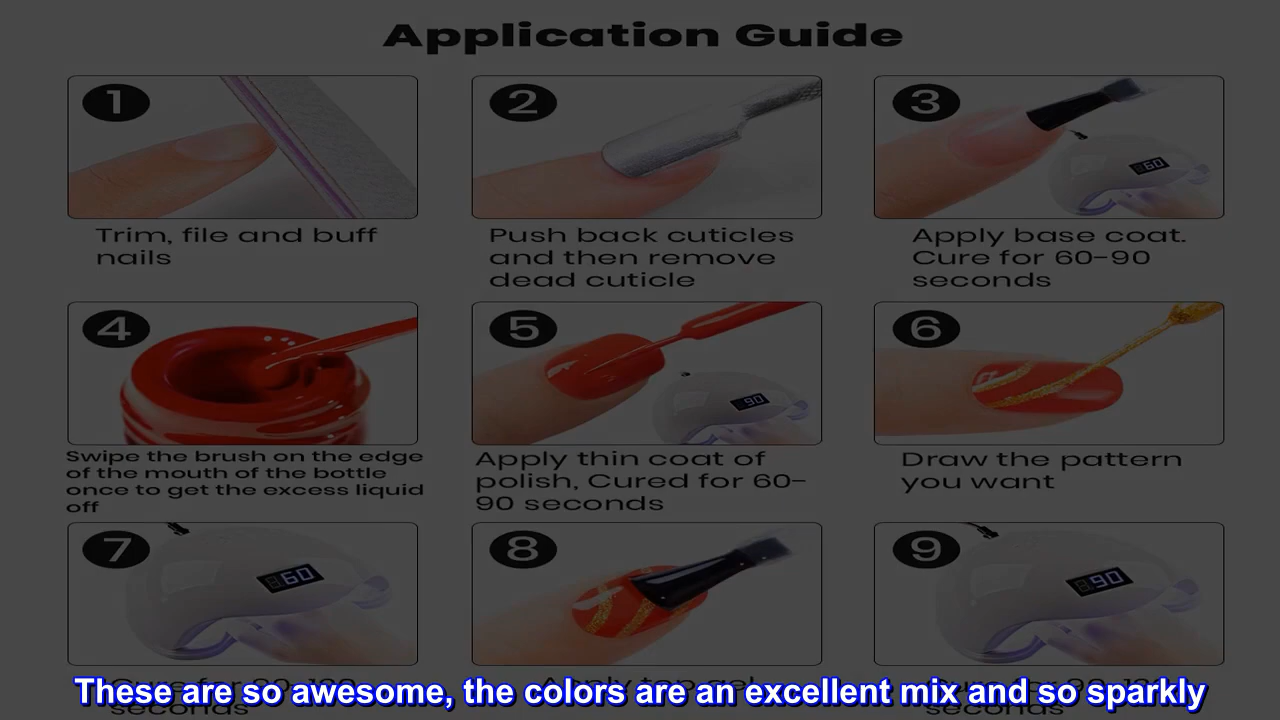 Application Guide
1
2
3
Trim, file and buff
nails
Push back cuticles
and then remove
dead cuticle
Apply base coat.
Cure for 60-90
seconds
60
4
5
6
Swipe the brush on the edge
of the mouth of the bottle
once to get the excess liquid
off
Apply thin coat of
polish, Cured for 60-
90 seconds
90
Draw the pattern
you want
7
8
9
60
90
seconds
seconds
These are so awesome, the colors are an excellent mix and so sparkly